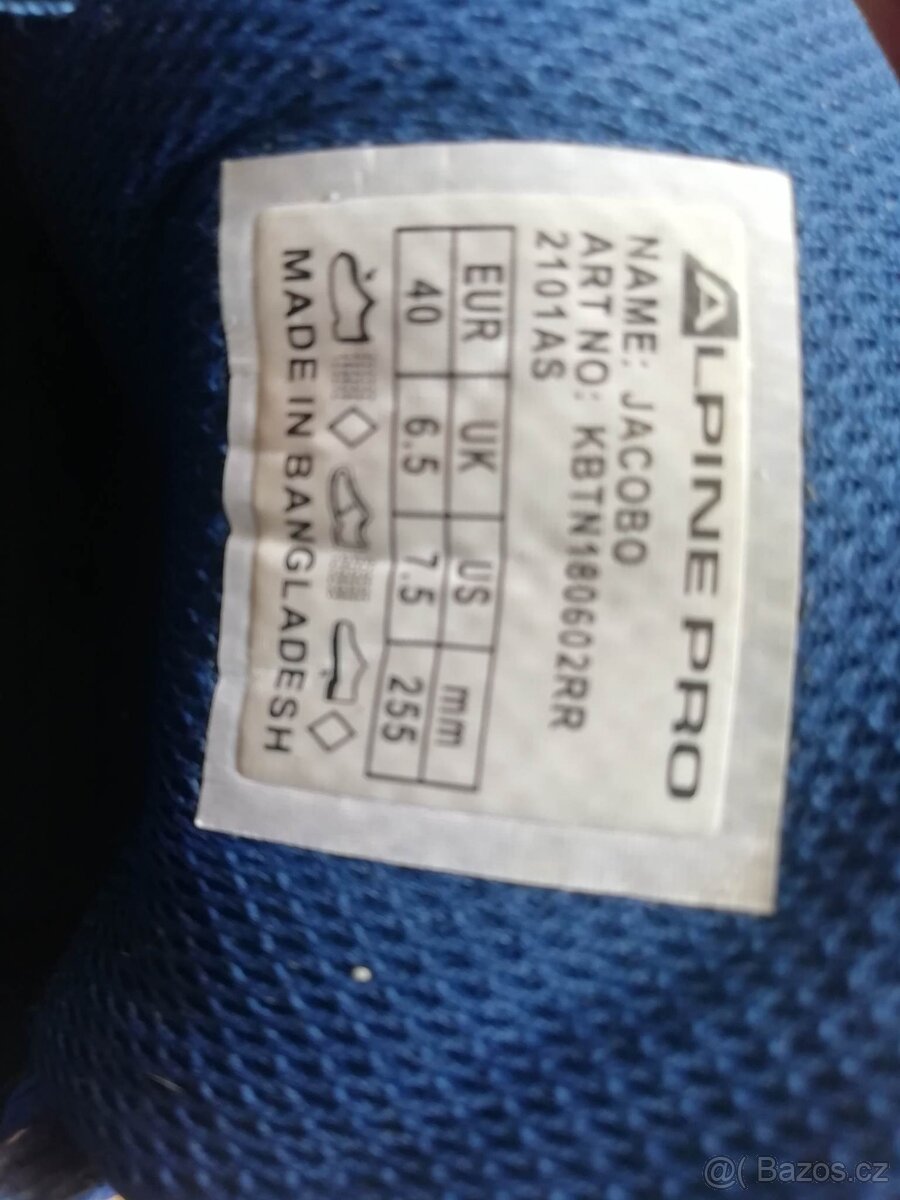 ALPINE PRO
NAME: JACOBO
ART NO: KBTN180602RR
2101AS
EUR UK US mm
40 6.5 7.5 255
MADE IN BANGLADESH
@( Bazos.cz